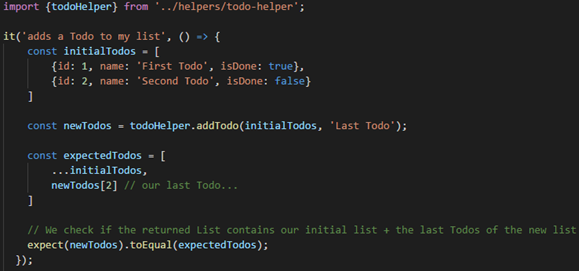 import {todoHelper} from '../helpers/todo-helper';
it('adds a Todo to my list', () => {
const initialTodos = [
{id: 1, name: 'First Todo', isDone: true},
{id: 2, name: 'Second Todo', isDone: false}
]
const newTodos = todoHelper.addTodo(initialTodos, 'Last Todo');
const expectedTodos = [
...initialTodos,
newTodos[2] // our last Todo...
]
// We check if the returned List contains our initial list + the last Todos of the new list
expect(newTodos).toEqual(expectedTodos);
});